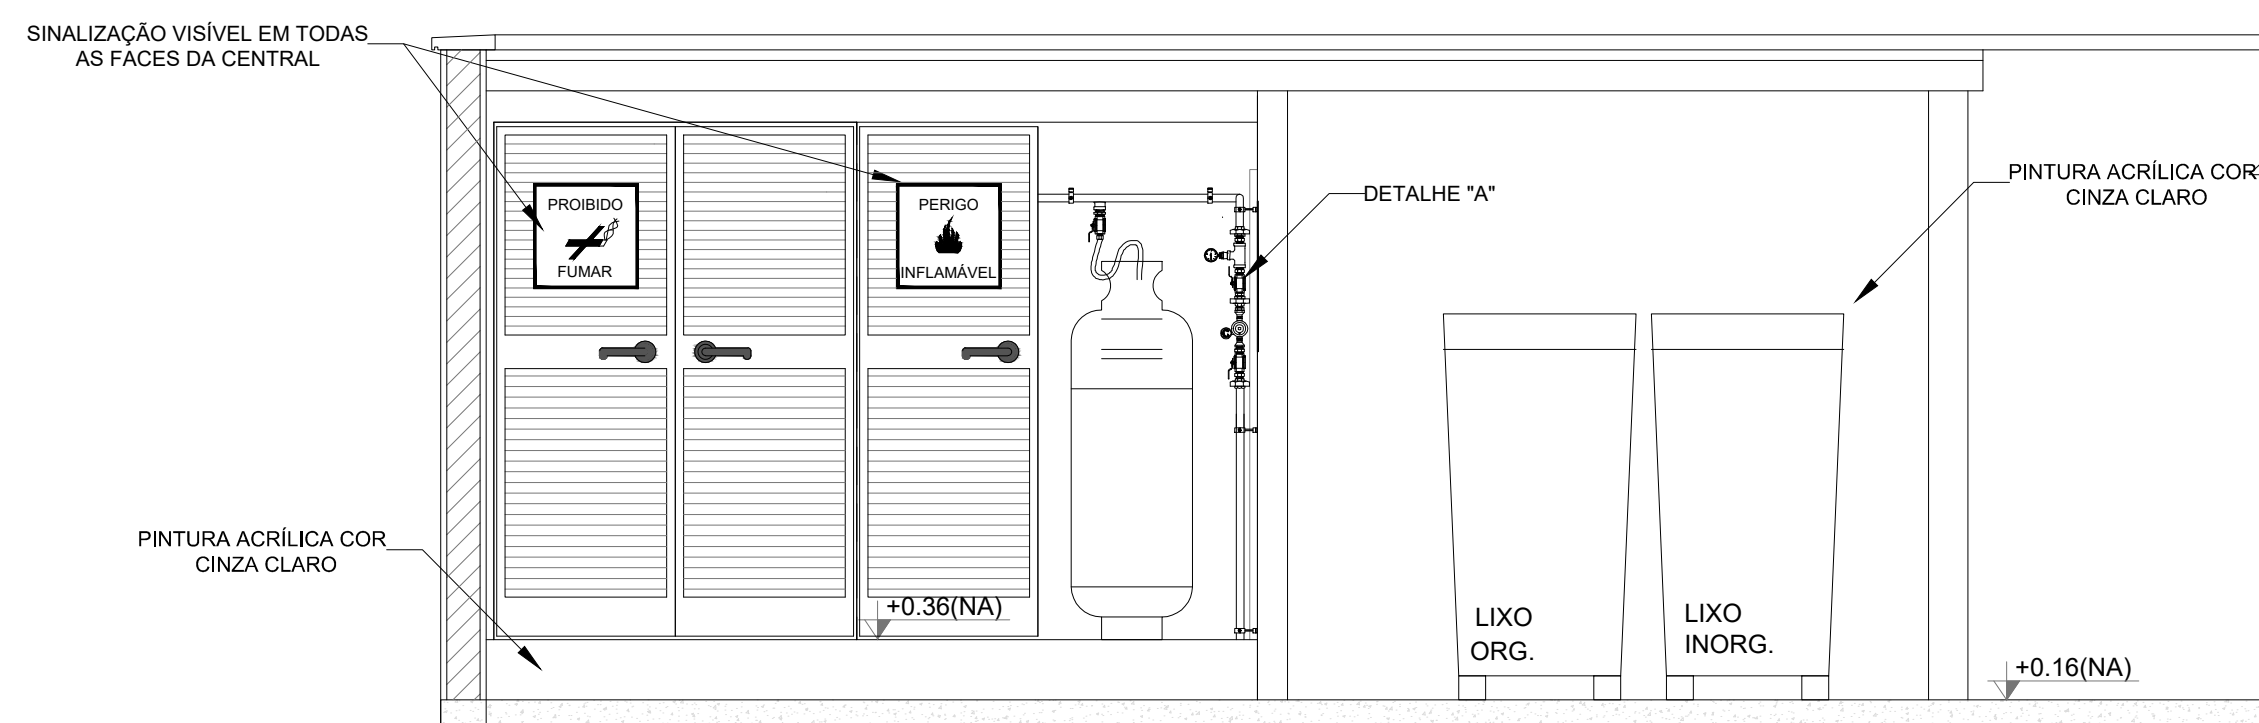 SINALIZAÇÃO VISÍVEL EM TODAS
AS FACES DA CENTRAL
PROIBIDO
FUMAR
PERIGO
INFLAMÁVEL
DETALHE "A"
PINTURA ACRÍLICA COR
CINZA CLARO
PINTURA ACRÍLICA COR
CINZA CLARO
+0.36(NA)
LIXO
ORG.
LIXO
INORG.
+0.16(NA)